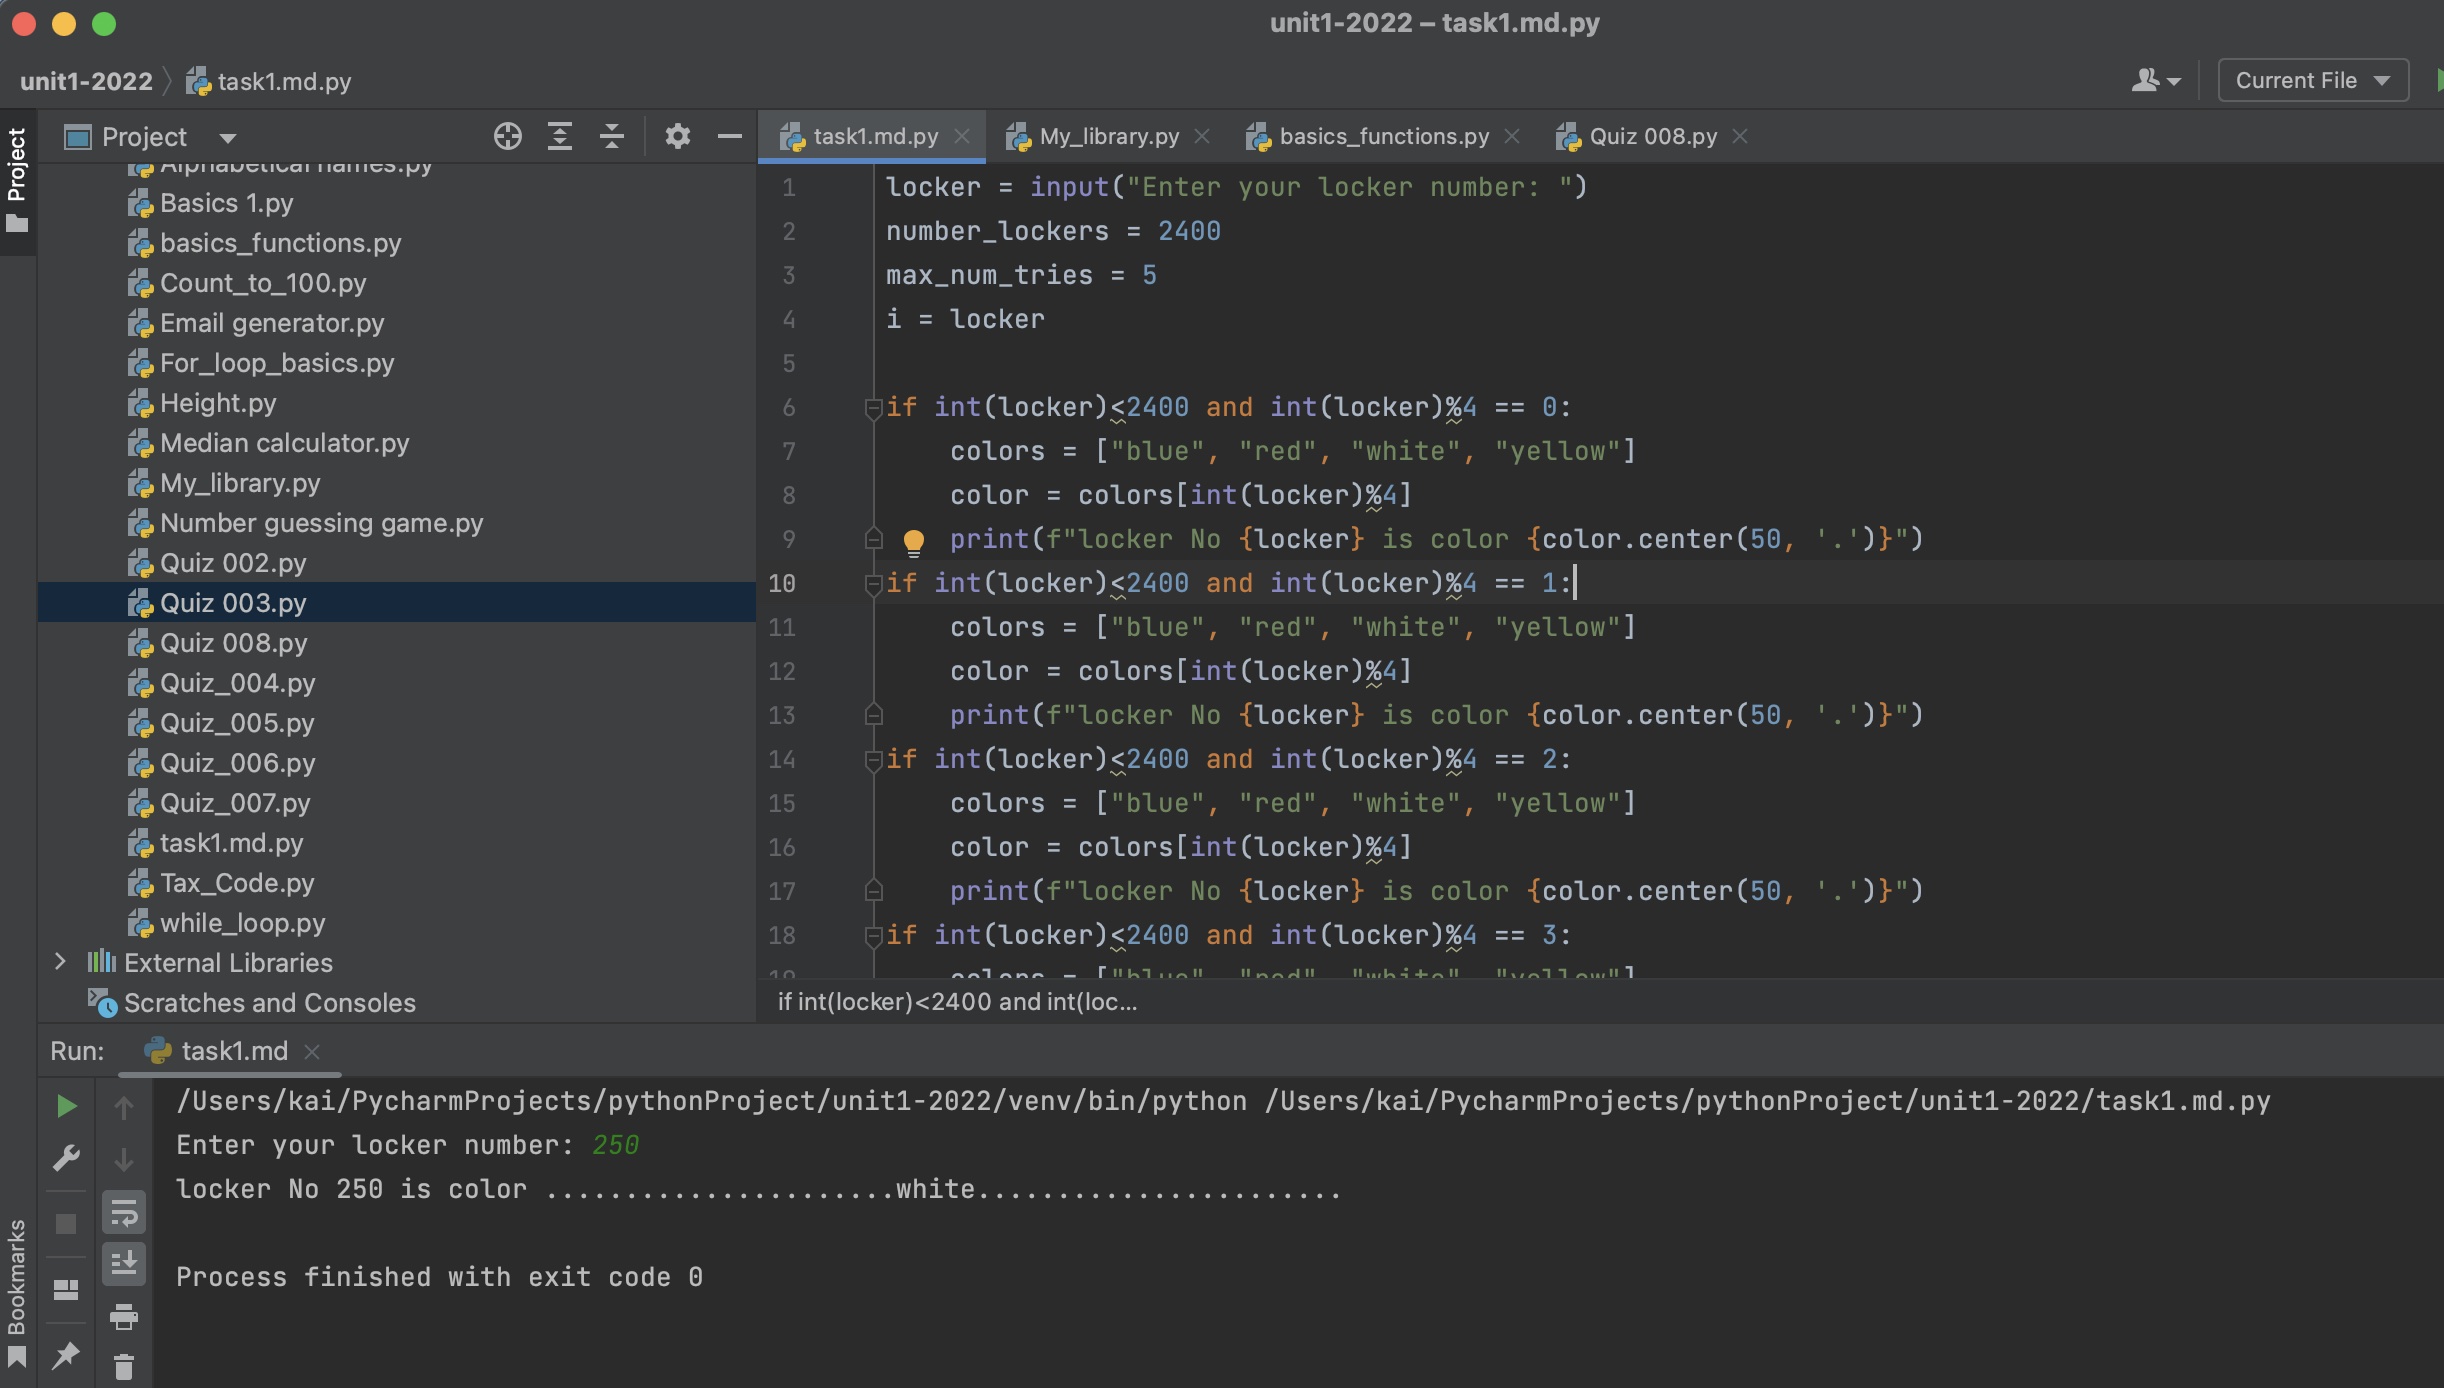 unit1-2022 – task1.md.py
unit1-2022
task1.md.py
Current File
Project
Project
Alphabetical names.py
Basics 1.py
basics_functions.py
Count_to_100.py
Email generator.py
For_loop_basics.py
Height.py
Median calculator.py
My_library.py
Number guessing game.py
Quiz 002.py
Quiz 003.py
Quiz 008.py
Quiz_004.py
Quiz_005.py
Quiz_006.py
Quiz_007.py
task1.md.py
Tax_Code.py
while_loop.py
External Libraries
Scratches and Consoles
task1.md.py
My_library.py
basics_functions.py
Quiz 008.py
1 locker = input("Enter your locker number: ")
2 number_lockers = 2400
3 max_num_tries = 5
4 i = locker
5
6 if int(locker)<2400 and int(locker)%4 == 0:
7 colors = ["blue", "red", "white", "yellow"]
8 color = colors[int(locker)%4]
9 print(f"locker No {locker} is color {color.center(50, '.')}")
10 if int(locker)<2400 and int(locker)%4 == 1:
11 colors = ["blue", "red", "white", "yellow"]
12 color = colors[int(locker)%4]
13 print(f"locker No {locker} is color {color.center(50, '.')}")
14 if int(locker)<2400 and int(locker)%4 == 2:
15 colors = ["blue", "red", "white", "yellow"]
16 color = colors[int(locker)%4]
17 print(f"locker No {locker} is color {color.center(50, '.')}")
18 if int(locker)<2400 and int(locker)%4 == 3:
19 colors = ["blue", "red", "white", "yellow"]
if int(locker)<2400 and int(loc...
Run:
task1.md
/Users/kai/PycharmProjects/pythonProject/unit1-2022/venv/bin/python /Users/kai/PycharmProjects/pythonProject/unit1-2022/task1.md.py
Enter your locker number: 250
locker No 250 is color ......................white.......................
Process finished with exit code 0
Bookmarks